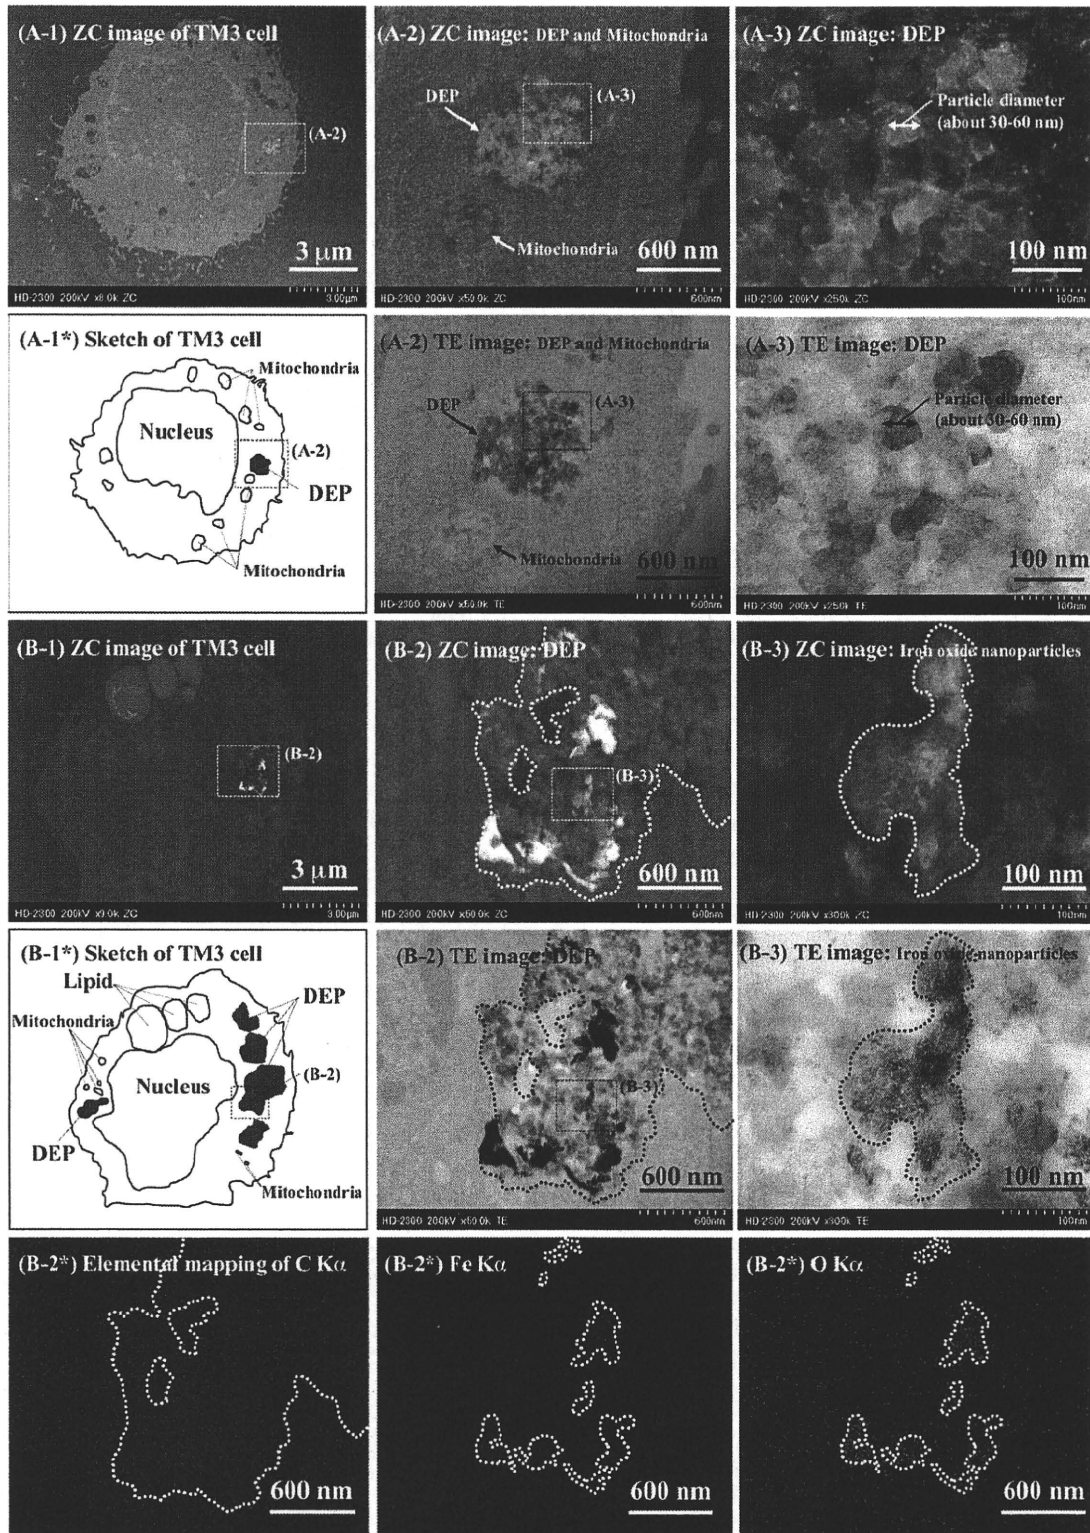 (A-1) ZC image of TM3 cell
(A-2)
3 μm
HD-2300 200kV x8.0k ZC
3.00μm
(A-2) ZC image: DEP and Mitochondria
DEP
(A-3)
Mitochondria
600 nm
HD-2300 200kV x50.0k ZC
600nm
(A-3) ZC image: DEP
Particle diameter
(about 30-60 nm)
100 nm
HD-2300 200kV x250k ZC
100nm
(A-1*) Sketch of TM3 cell
Mitochondria
Nucleus
(A-2)
DEP
Mitochondria
(A-2) TE image: DEP and Mitochondria
DEP
(A-3)
Mitochondria
600 nm
HD-2300 200kV x50.0k TE
600nm
(A-3) TE image: DEP
Particle diameter
(about 30-60 nm)
100 nm
HD-2300 200kV x250k TE
100nm
(B-1) ZC image of TM3 cell
(B-2)
3 μm
HD-2300 200kV x9.0k ZC
3.00μm
(B-2) ZC image: DEP
(B-3)
600 nm
HD-2300 200kV x60.0k ZC
600nm
(B-3) ZC image: Iron oxide nanoparticles
100 nm
HD-2300 200kV x300k ZC
100nm
(B-1*) Sketch of TM3 cell
Lipid
DEP
Mitochondria
Nucleus
(B-2)
DEP
Mitochondria
(B-2) TE image: DEP
(B-3)
600 nm
HD-2300 200kV x60.0k TE
600nm
(B-3) TE image: Iron oxide nanoparticles
100 nm
HD-2300 200kV x300k TE
100nm
(B-2*) Elemental mapping of C Kα
600 nm
(B-2*) Fe Kα
600 nm
(B-2*) O Kα
600 nm